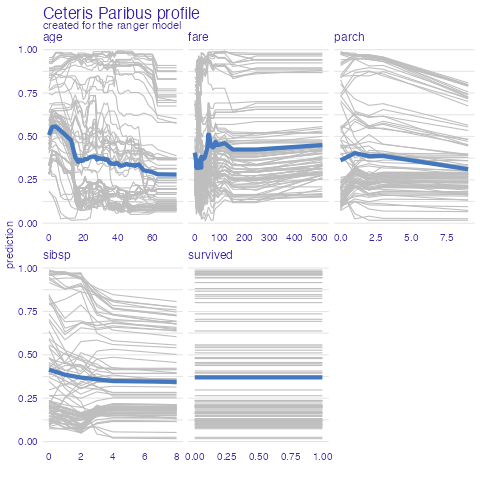 Ceteris Paribus profile
created for the ranger model
age fare parch
1.00
0.75
0.50
0.25
0.00
0 20 40 60 0 100 200 300 400 500 0.0 2.5 5.0 7.5
prediction
sibsp survived
1.00
0.75
0.50
0.25
0.00
0 2 4 6 8 0.00 0.25 0.50 0.75 1.00